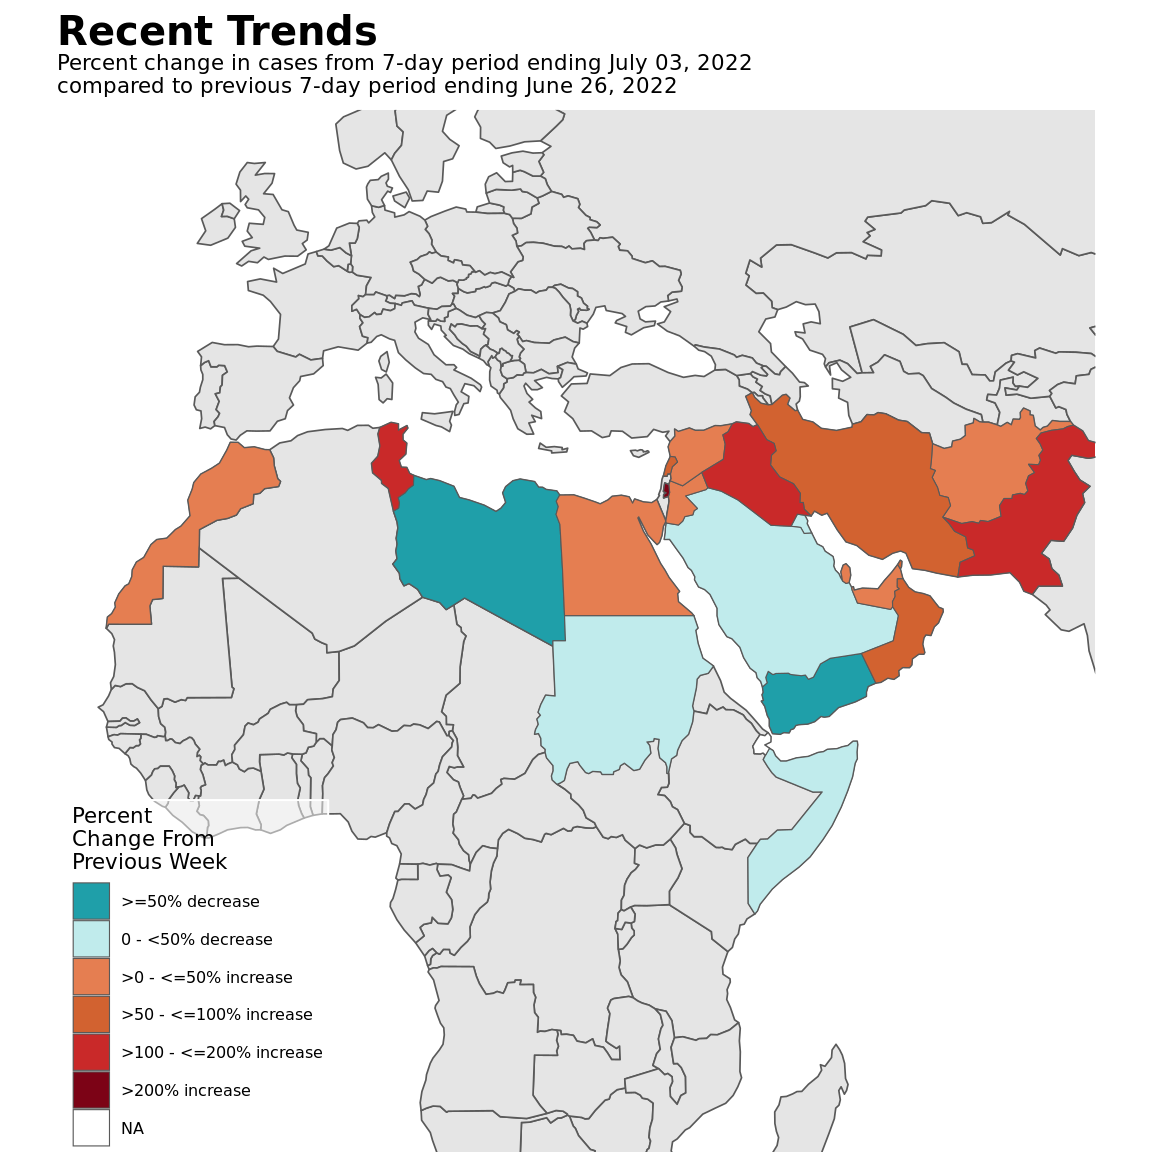 Recent Trends
Percent change in cases from 7-day period ending July 03, 2022
compared to previous 7-day period ending June 26, 2022
Percent
Change From
Previous Week
>=50% decrease
0 - <50% decrease
>0 - <=50% increase
>50 - <=100% increase
>100 - <=200% increase
>200% increase
NA